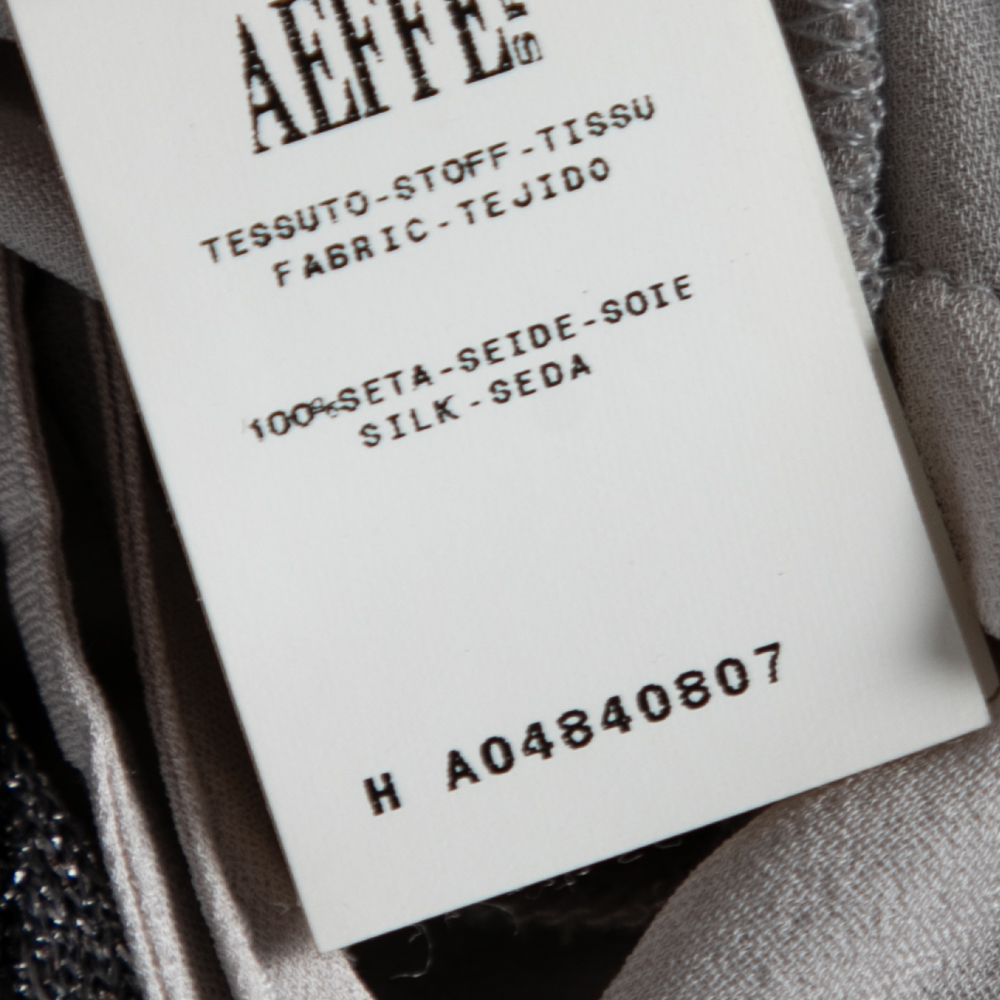 AEFFE
TESSUTO-STOFF-TISSU
FABRIC-TEJIDO
100%SETA-SEIDE-SOIE
SILK-SEDA
H A04840807